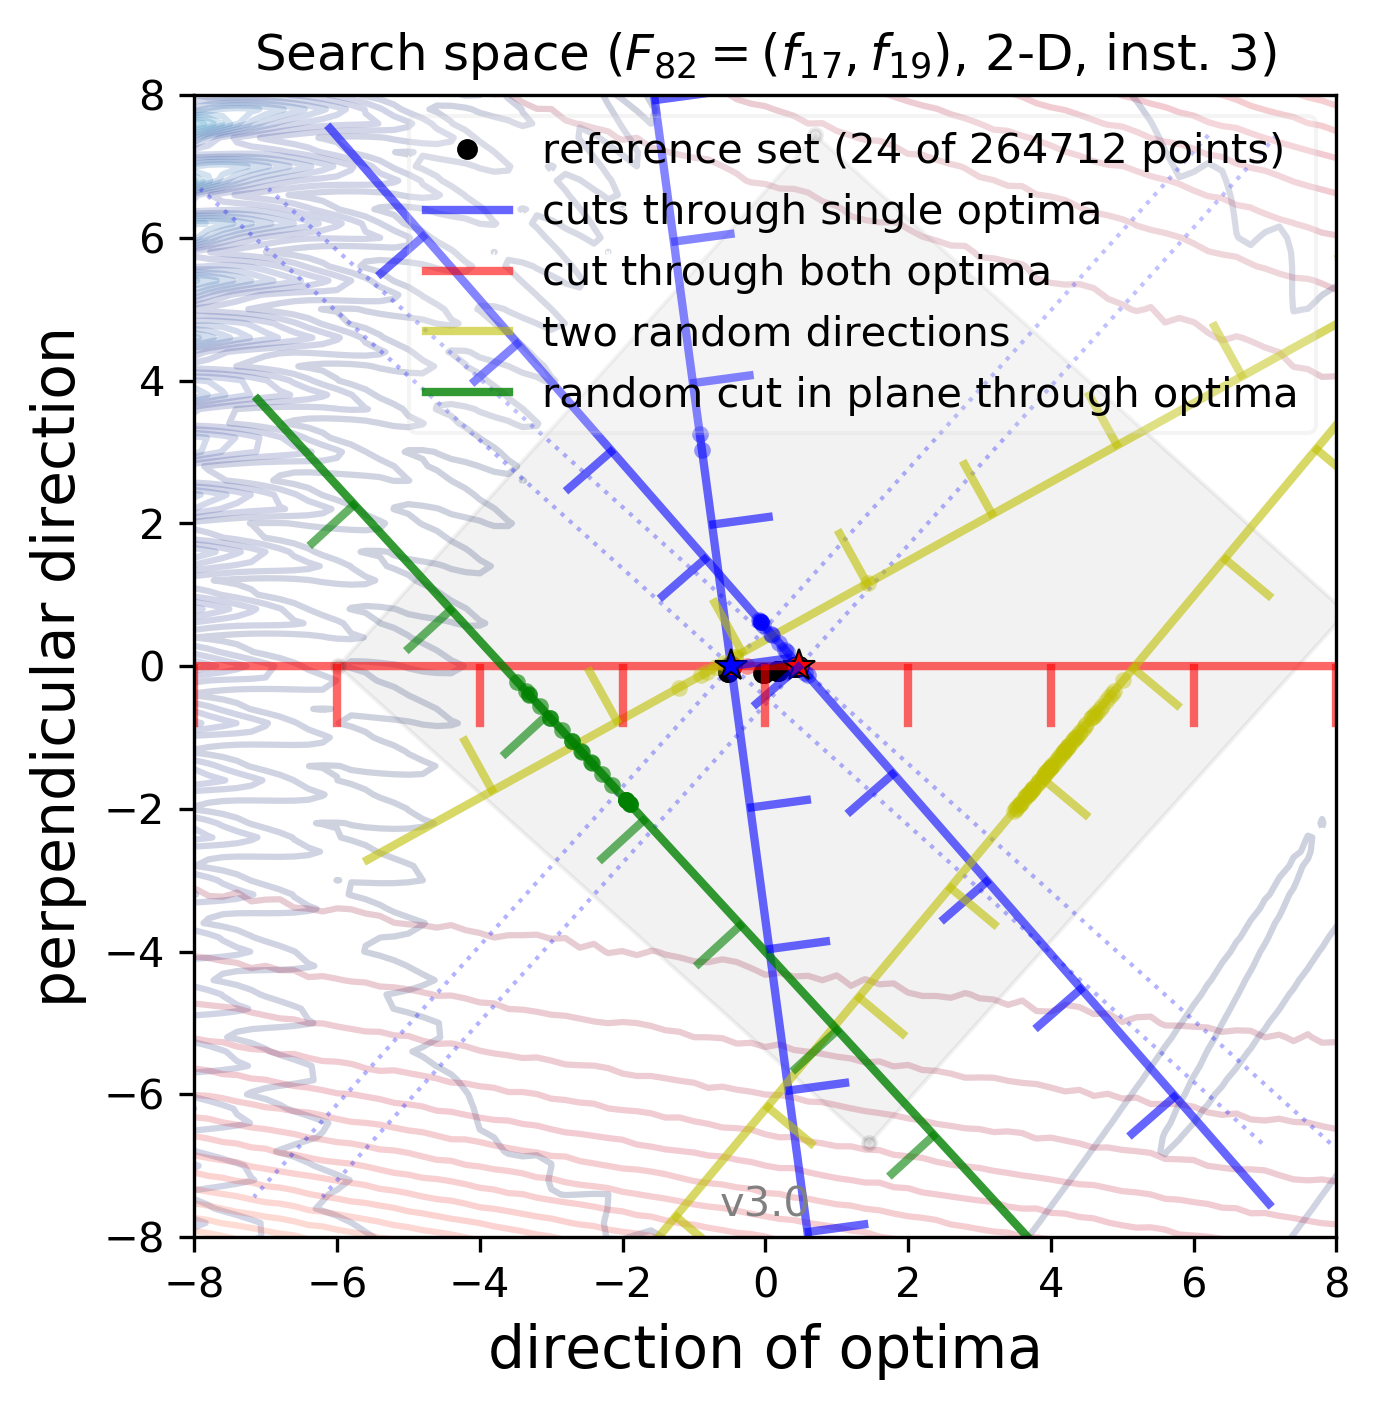 Search space (F₈₂ = (f₁₇, f₁₉), 2-D, inst. 3)
reference set (24 of 264712 points)
cuts through single optima
cut through both optima
two random directions
random cut in plane through optima
perpendicular direction
8
6
4
2
0
−2
−4
−6
−8
v3.0
−8 −6 −4 −2 0 2 4 6 8
direction of optima